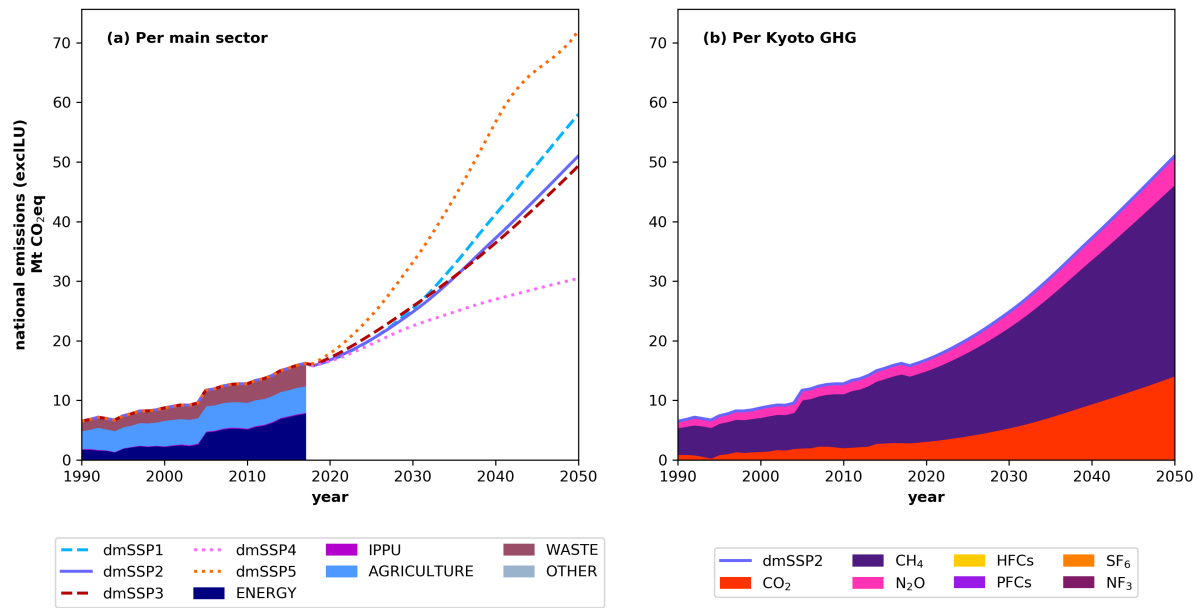 (a) Per main sector
(b) Per Kyoto GHG
70
60
50
40
30
20
10
0
national emissions (exclLU)
Mt CO₂eq
1990
2000
2010
2020
2030
2040
2050
year
70
60
50
40
30
20
10
0
1990
2000
2010
2020
2030
2040
2050
year
dmSSP1
dmSSP2
dmSSP3
dmSSP4
dmSSP5
ENERGY
IPPU
AGRICULTURE
WASTE
OTHER
dmSSP2
CO₂
CH₄
N₂O
HFCs
PFCs
SF₆
NF₃